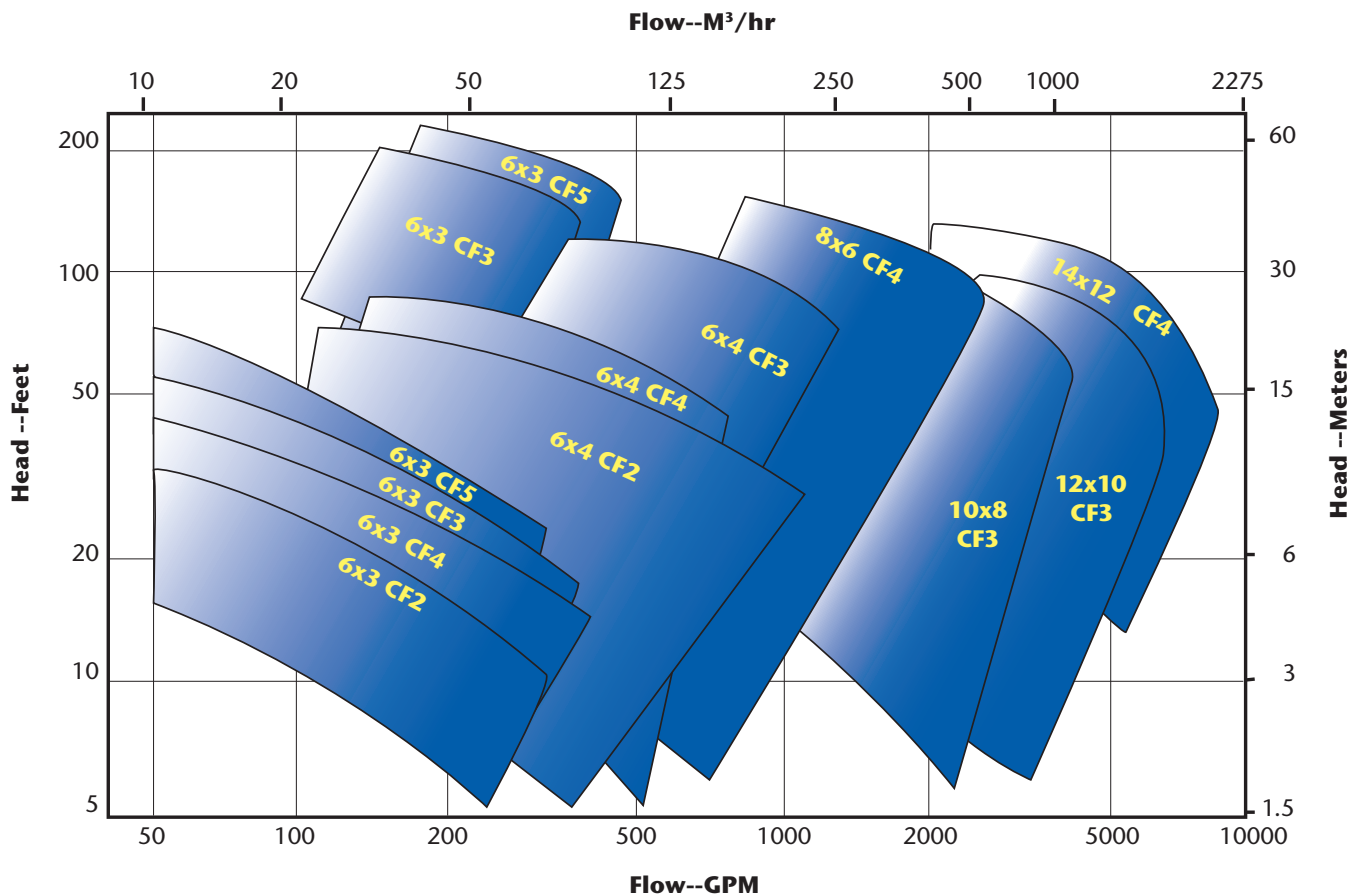 Flow--M³/hr
10 20 50 125 250 500 1000 2275
200
100
50
20
10
5
Head --Feet
60
30
15
6
3
1.5
Head --Meters
6x3 CF5
6x3 CF3
8x6 CF4
14x12 CF4
6x4 CF3
6x4 CF4
6x4 CF2
6x3 CF5
6x3 CF3
6x3 CF4
6x3 CF2
10x8
CF3
12x10
CF3
50 100 200 500 1000 2000 5000 10000
Flow--GPM